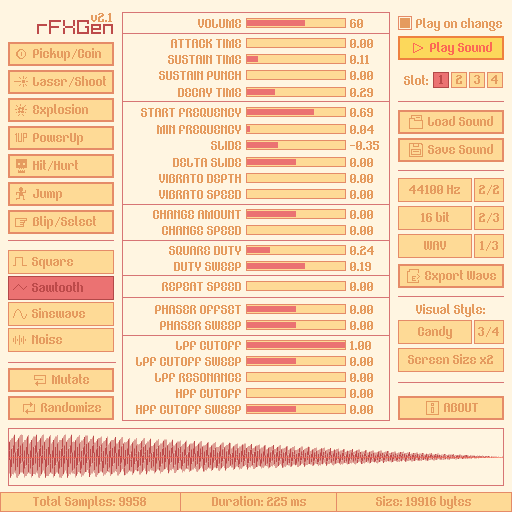 rFXGen v2.1
Pickup/Coin
Laser/Shoot
Explosion
PowerUp
Hit/Hurt
Jump
Blip/Select
Square
Sawtooth
Sinewave
Noise
Mutate
Randomize
VOLUME 60
ATTACK TIME 0.00
SUSTAIN TIME 0.11
SUSTAIN PUNCH 0.00
DECAY TIME 0.29
START FREQUENCY 0.69
MIN FREQUENCY 0.04
SLIDE -0.35
DELTA SLIDE 0.00
VIBRATO DEPTH 0.00
VIBRATO SPEED 0.00
CHANGE AMOUNT 0.00
CHANGE SPEED 0.00
SQUARE DUTY 0.24
DUTY SWEEP 0.19
REPEAT SPEED 0.00
PHASER OFFSET 0.00
PHASER SWEEP 0.00
LPF CUTOFF 1.00
LPF CUTOFF SWEEP 0.00
LPF RESONANCE 0.00
HPF CUTOFF 0.00
HPF CUTOFF SWEEP 0.00
Play on change
Play Sound
Slot: 1 2 3 4
Load Sound
Save Sound
44100 Hz 2/2
16 bit 2/3
WAV 1/3
Export Wave
Visual Style:
Candy 3/4
Screen Size x2
ABOUT
Total Samples: 9958
Duration: 225 ms
Size: 19916 bytes